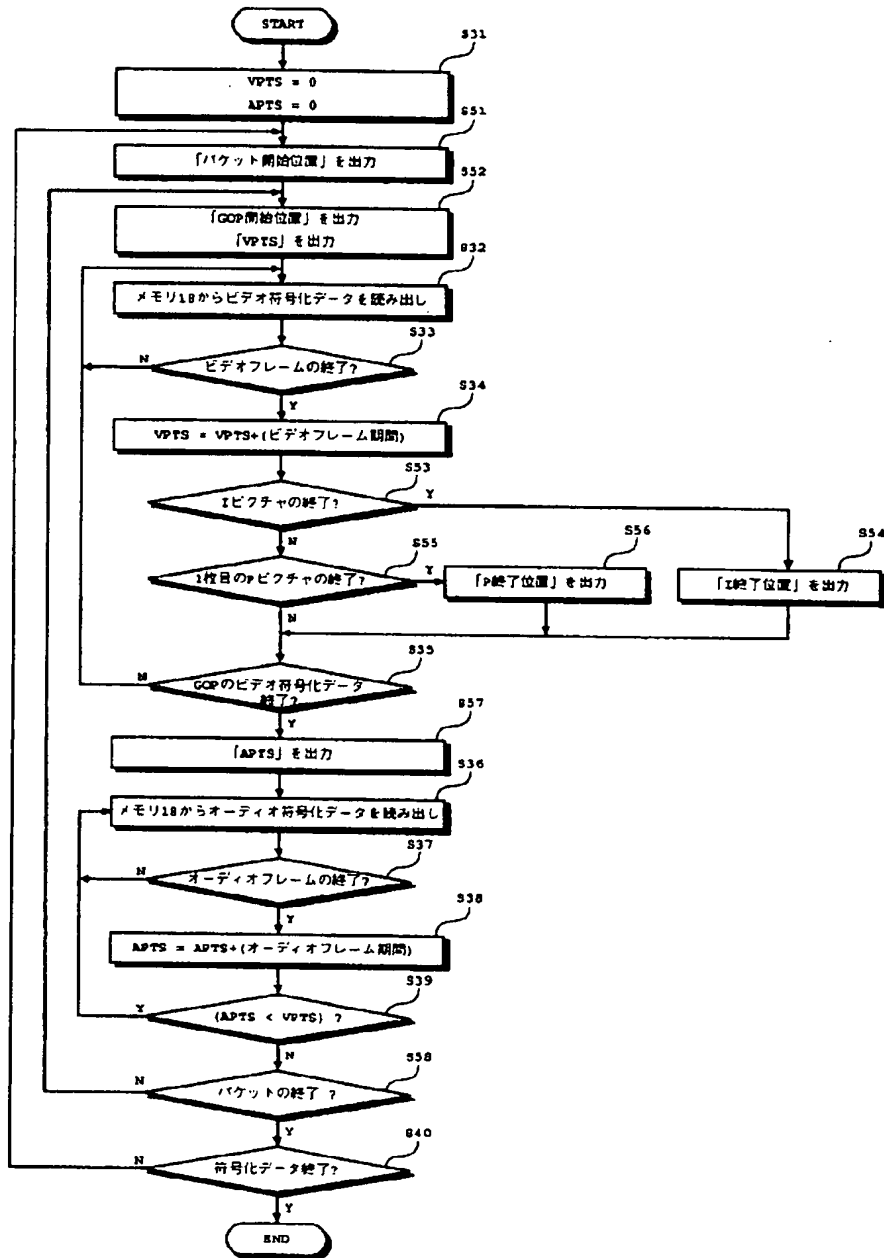 START
S31
VPTS = 0
APTS = 0
S51
「パケット開始位置」を出力
S52
「GOP開始位置」を出力
「VPTS」を出力
S32
メモリ18からビデオ符号化データを読み出し
S33
ビデオフレームの終了?
N
Y
S34
VPTS = VPTS+(ビデオフレーム期間)
S53
Iピクチャの終了?
Y
N
S55
1枚目のPピクチャの終了?
Y
N
S56
「P終了位置」を出力
S54
「I終了位置」を出力
S35
GOPのビデオ符号化データ
終了?
N
Y
S57
「APTS」を出力
S36
メモリ18からオーディオ符号化データを読み出し
S37
オーディオフレームの終了?
N
Y
S38
APTS = APTS+(オーディオフレーム期間)
S39
(APTS < VPTS) ?
Y
N
S58
パケットの終了 ?
N
Y
S40
符号化データ終了?
N
Y
END